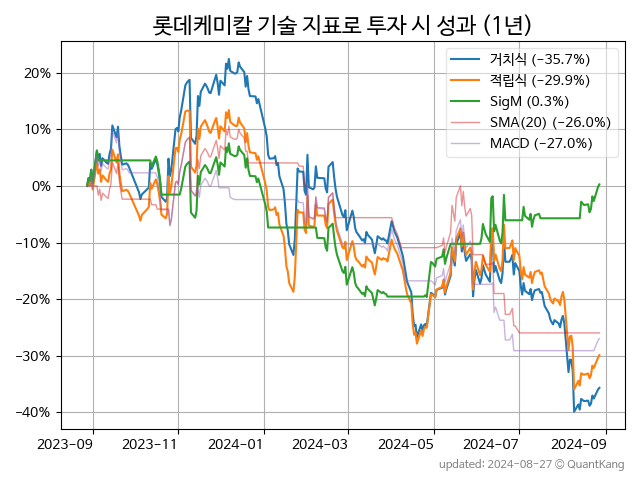 롯데케미칼 기술 지표로 투자 시 성과 (1년)
거치식 (−35.7%)
적립식 (−29.9%)
SigM (0.3%)
SMA(20) (−26.0%)
MACD (−27.0%)
20%
10%
0%
−10%
−20%
−30%
−40%
2023-09 2023-11 2024-01 2024-03 2024-05 2024-07 2024-09
updated: 2024-08-27 © QuantKang